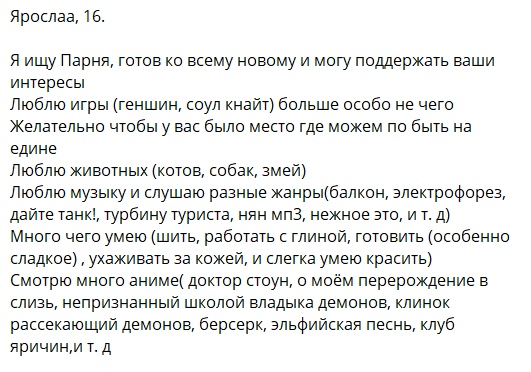 Ярослаа, 16.
Я ищу Парня, готов ко всему новому и могу поддержать ваши
интересы
Люблю игры (геншин, соул кнайт) больше особо не чего
Желательно чтобы у вас было место где можем по быть на
едине
Люблю животных (котов, собак, змей)
Люблю музыку и слушаю разные жанры(балкон, электрофорез,
дайте танк!, турбину туриста, нян мп3, нежное это, и т. д)
Много чего умею (шить, работать с глиной, готовить (особенно
сладкое) , ухаживать за кожей, и слегка умею красить)
Смотрю много аниме( доктор стоун, о моём перерождение в
слизь, непризнанный школой владыка демонов, клинок
рассекающий демонов, берсерк, эльфийская песнь, клуб
яричин,и т. д